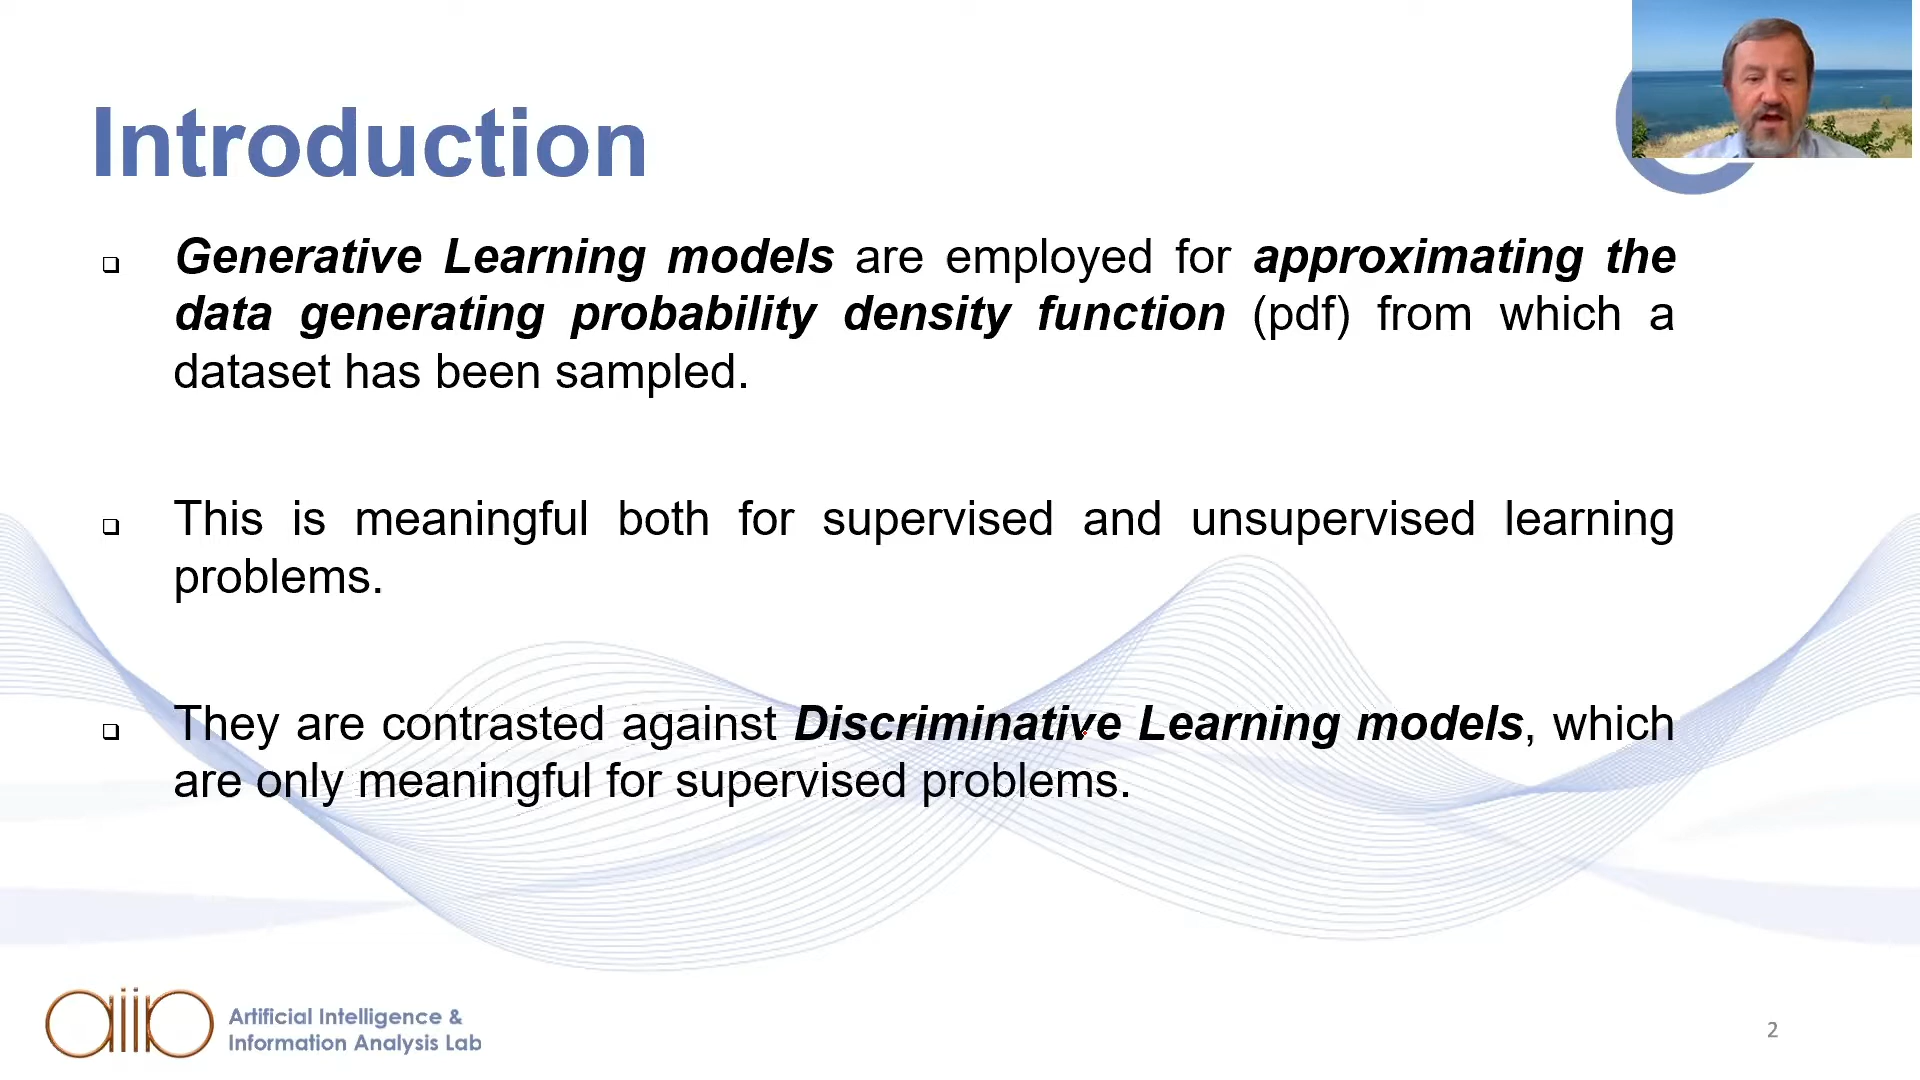 Introduction
Generative Learning models are employed for approximating the
data generating probability density function (pdf) from which a
dataset has been sampled.
This is meaningful both for supervised and unsupervised learning
problems.
They are contrasted against Discriminative Learning models, which
are only meaningful for supervised problems.
aiia
Artificial Intelligence &
Information Analysis Lab
2